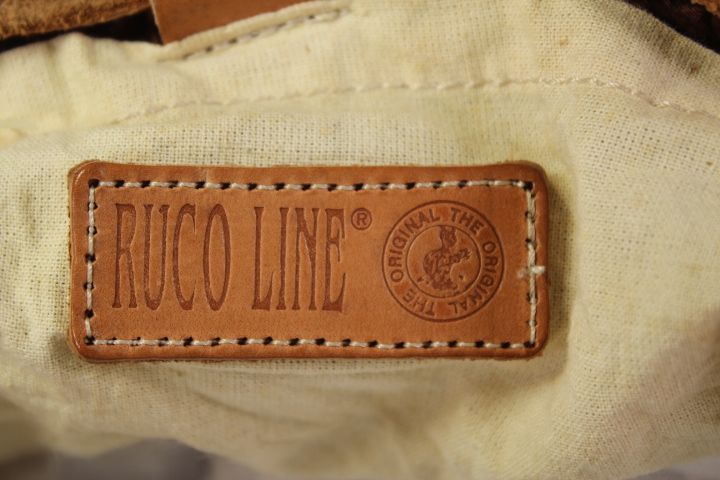 RUCO LINE®
THE ORIGINAL THE ORIGINAL